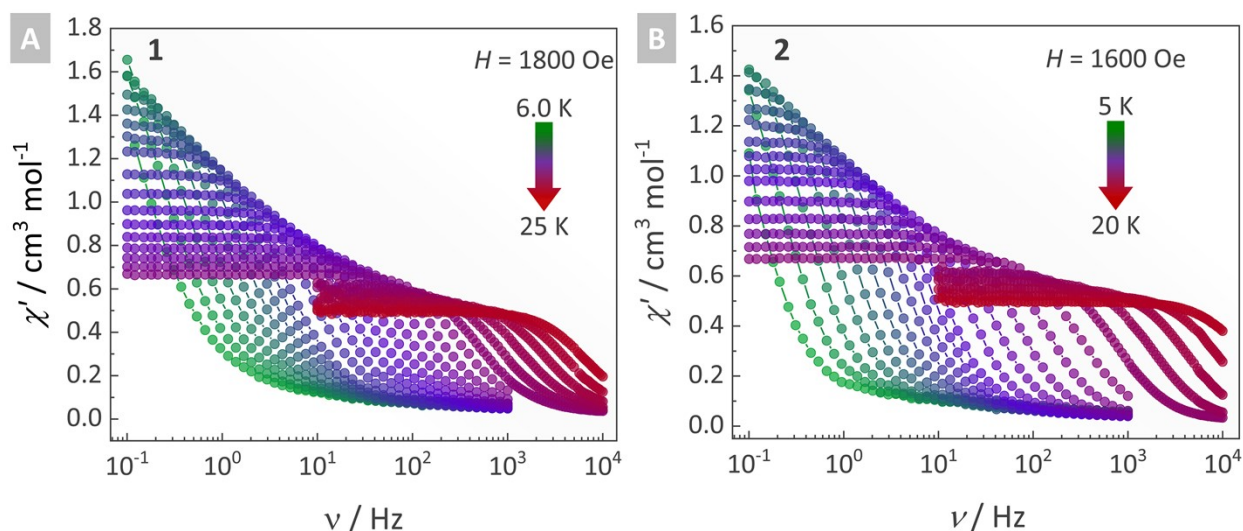 A
1
H = 1800 Oe
6.0 K
25 K
χ' / cm³ mol⁻¹
1.8
1.6
1.4
1.2
1.0
0.8
0.6
0.4
0.2
0.0
10⁻¹ 10⁰ 10¹ 10² 10³ 10⁴
ν / Hz
B
2
H = 1600 Oe
5 K
20 K
χ' / cm³ mol⁻¹
1.6
1.4
1.2
1.0
0.8
0.6
0.4
0.2
0.0
10⁻¹ 10⁰ 10¹ 10² 10³ 10⁴
ν / Hz